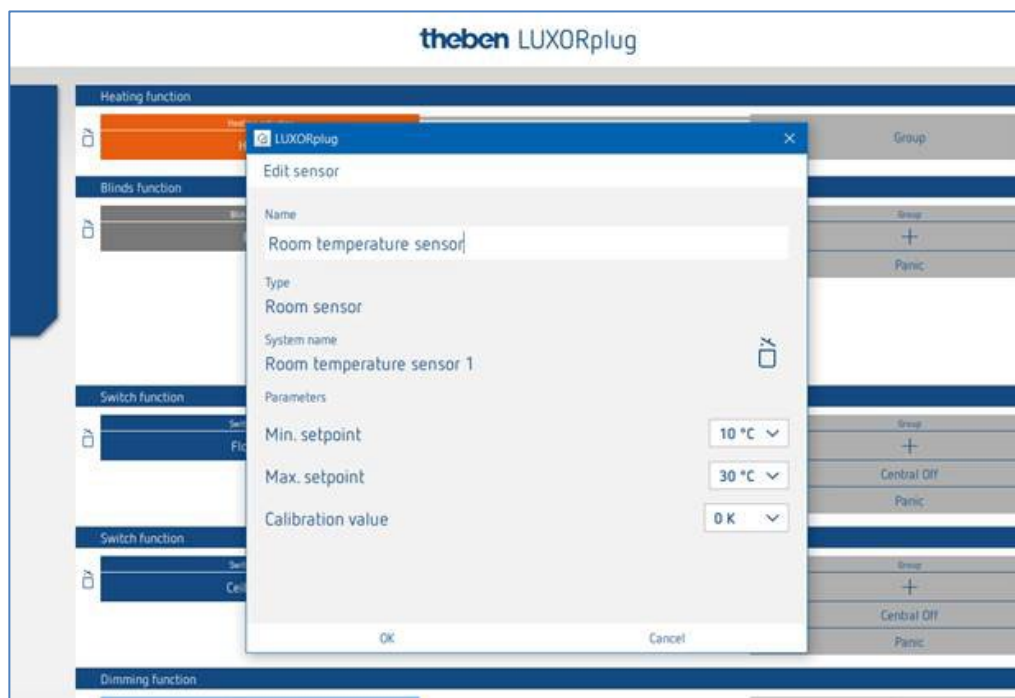 theben LUXORplug
Heating function
Group
LUXORplug
Edit sensor
Blinds function
Name
Room temperature sensor
Group
+
Panic
Type
Room sensor
System name
Room temperature sensor 1
Switch function
Parameters
Min. setpoint
10 °C
Group
+
Max. setpoint
30 °C
Central Off
Panic
Calibration value
0 K
Switch function
Group
+
Central Off
Panic
OK
Cancel
Dimming function